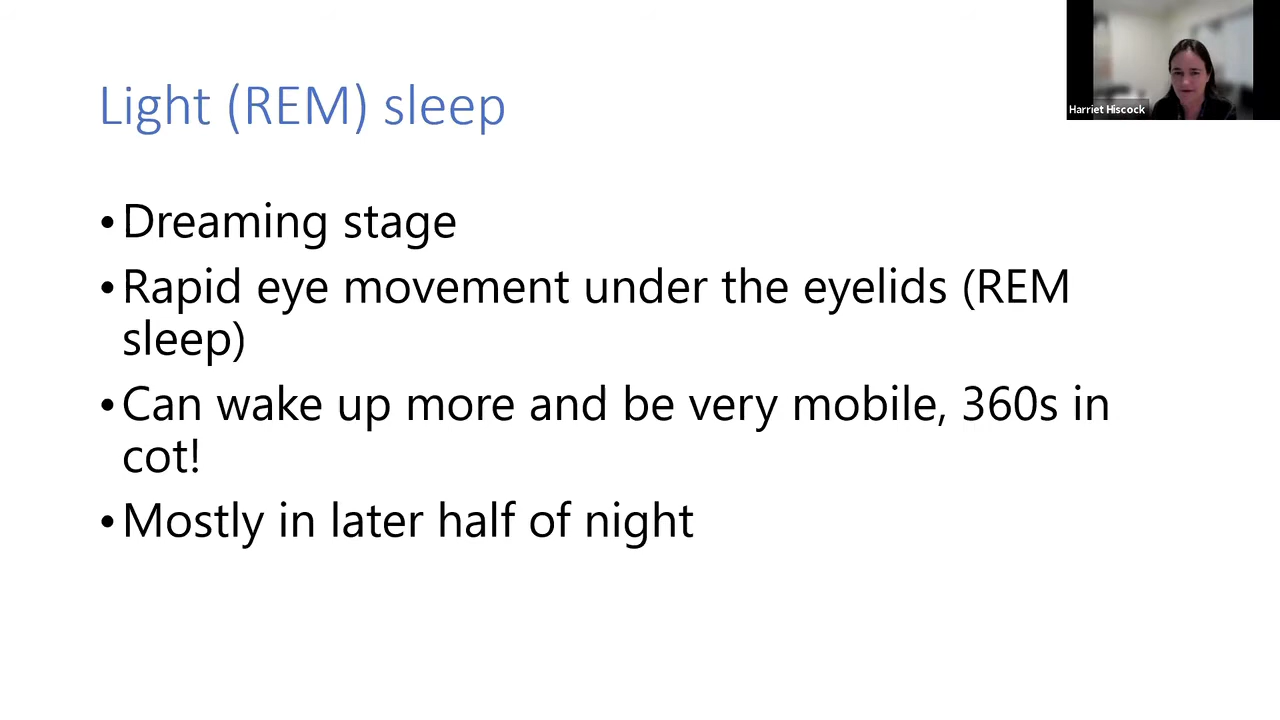 Light (REM) sleep
Harriet Hiscock
•Dreaming stage
•Rapid eye movement under the eyelids (REM
sleep)
•Can wake up more and be very mobile, 360s in
cot!
•Mostly in later half of night